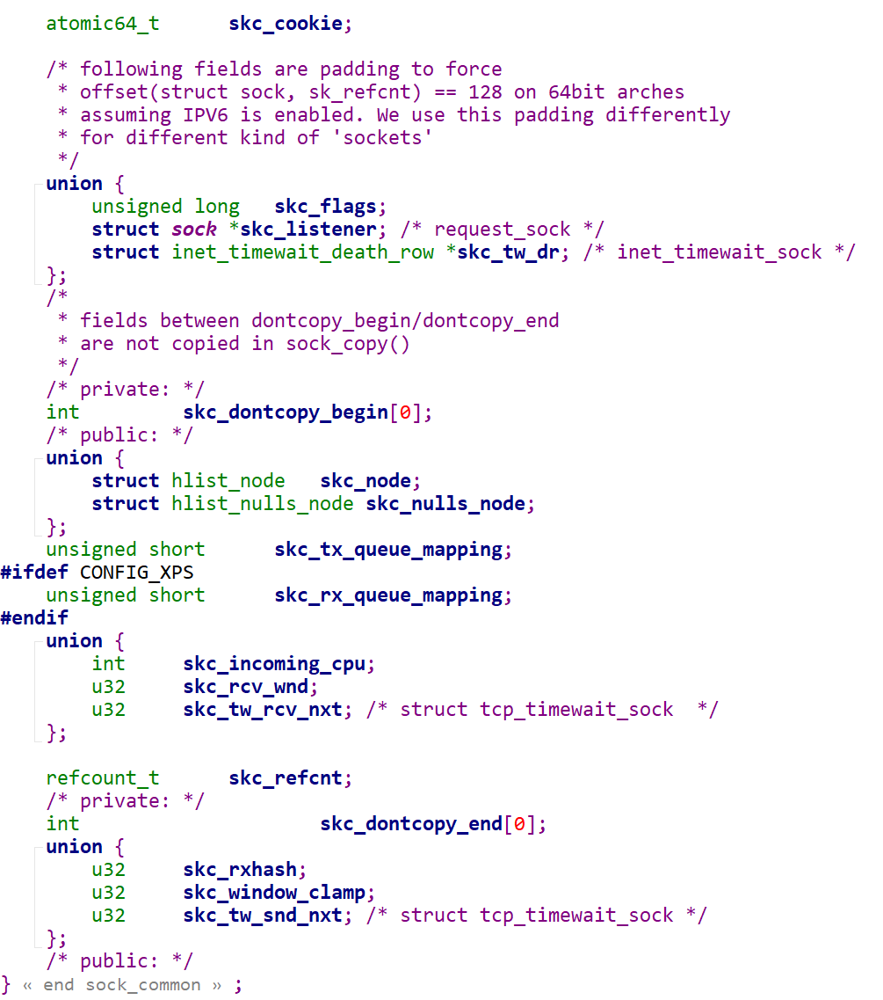 atomic64_t skc_cookie;
/* following fields are padding to force
* offset(struct sock, sk_refcnt) == 128 on 64bit arches
* assuming IPV6 is enabled. We use this padding differently
* for different kind of 'sockets'
*/
union {
unsigned long skc_flags;
struct sock *skc_listener; /* request_sock */
struct inet_timewait_death_row *skc_tw_dr; /* inet_timewait_sock */
};
/*
* fields between dontcopy_begin/dontcopy_end
* are not copied in sock_copy()
*/
/* private: */
int skc_dontcopy_begin[0];
/* public: */
union {
struct hlist_node skc_node;
struct hlist_nulls_node skc_nulls_node;
};
unsigned short skc_tx_queue_mapping;
#ifdef CONFIG_XPS
unsigned short skc_rx_queue_mapping;
#endif
union {
int skc_incoming_cpu;
u32 skc_rcv_wnd;
u32 skc_tw_rcv_nxt; /* struct tcp_timewait_sock */
};
refcount_t skc_refcnt;
/* private: */
int skc_dontcopy_end[0];
union {
u32 skc_rxhash;
u32 skc_window_clamp;
u32 skc_tw_snd_nxt; /* struct tcp_timewait_sock */
};
/* public: */
} « end sock_common » ;